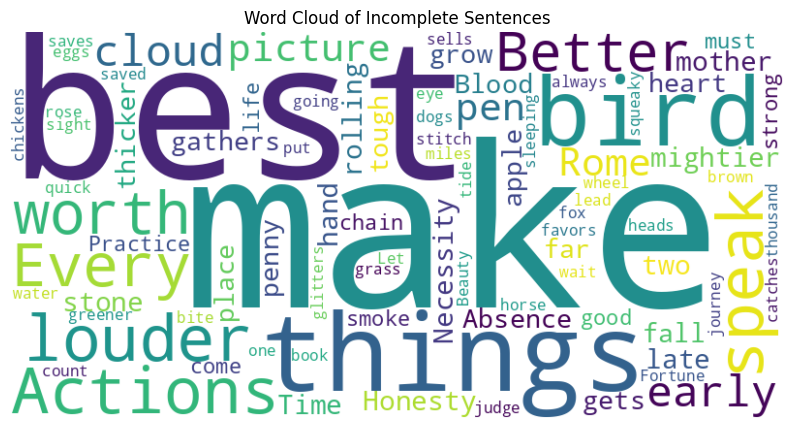 Word Cloud of Incomplete Sentences
saves
eggs
cloud
picture
sells
grow
Better
must
mother
best
saved
chickens
rose
sight
thicker
gathers
life
going
put
rolling
tough
eye
dogs
stitch
miles
Blood
pen
always
heart
bird
squeaky
sleeping
strong
quick
worth
Practice
make
hand
chain
penny
Let
grass
glitters
tide
Necessity
Beauty
apple
Rome
mightier
wheel
brown
lead
fox
favors
heads
far
two
wait
speak
catches
thousand
Every
water
stone
place
greener
bite
louder
smoke
horse
Absence
good
fall
journey
things
one
book
come
count
Actions
Time
Honesty
judge
gets
late
Fortune
early